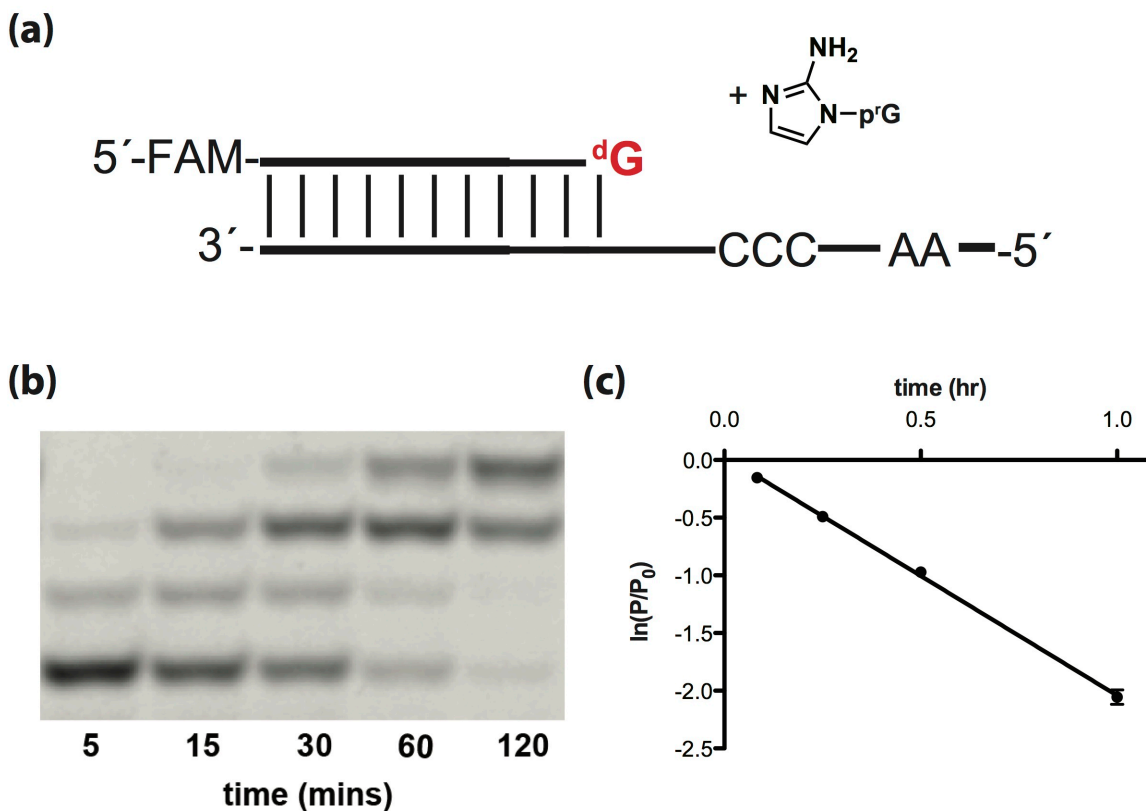 (a)
NH₂
+ N N–pʳG
5´-FAM- ᵈG
3´- CCC AA -5´
(b)
5 15 30 60 120
time (mins)
(c)
time (hr)
0.0 0.5 1.0
0.0
-0.5
-1.0
-1.5
-2.0
-2.5
ln(P/P₀)